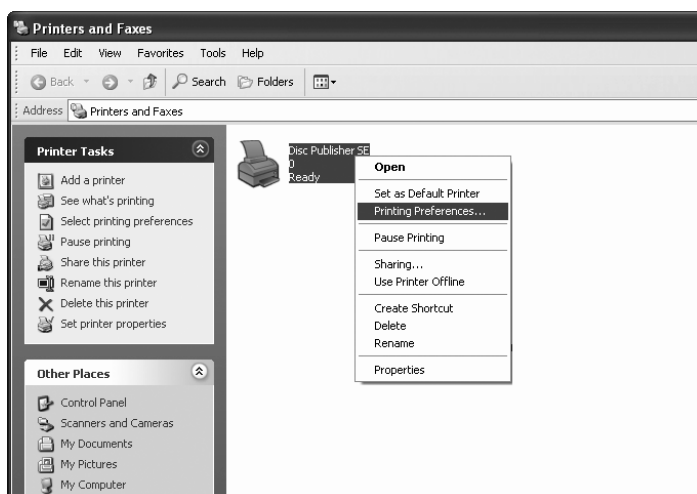 Printers and Faxes
File Edit View Favorites Tools Help
Back Search Folders
Address Printers and Faxes
Printer Tasks
Add a printer
See what's printing
Select printing preferences
Pause printing
Share this printer
Rename this printer
Delete this printer
Set printer properties
Other Places
Control Panel
Scanners and Cameras
My Documents
My Pictures
My Computer
Disc Publisher SE
0
Ready
Open
Set as Default Printer
Printing Preferences...
Pause Printing
Sharing...
Use Printer Offline
Create Shortcut
Delete
Rename
Properties